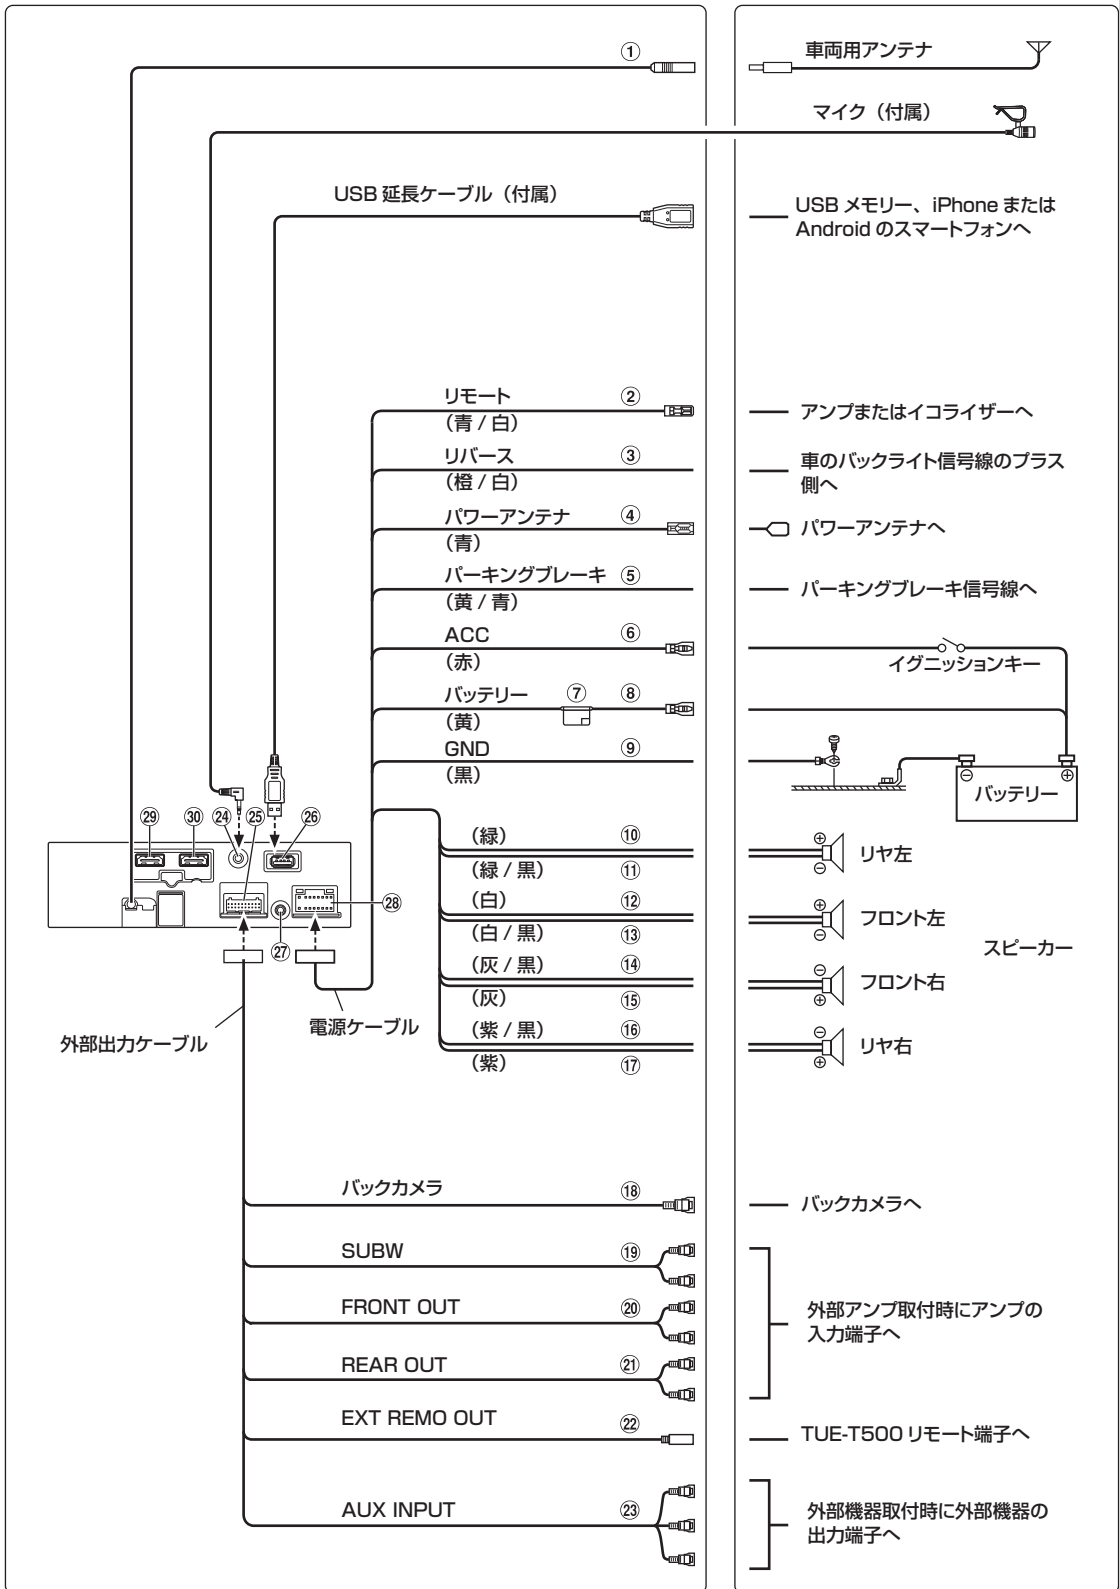 ① 車両用アンテナ
マイク（付属）
USB 延長ケーブル（付属）
USB メモリー、iPhone または
Android のスマートフォンへ
リモート ②
（青 / 白）
アンプまたはイコライザーへ
リバース ③
（橙 / 白）
車のバックライト信号線のプラス
側へ
パワーアンテナ ④
（青）
パワーアンテナへ
パーキングブレーキ ⑤
（黄 / 青）
パーキングブレーキ信号線へ
ACC ⑥
（赤）
イグニッションキー
バッテリー ⑦ ⑧
（黄）
GND ⑨
（黒）
⊖ ⊕
バッテリー
㉙ ㉚ ㉔ ㉕ ㉖
㉗ ㉘
（緑） ⑩
（緑 / 黒） ⑪
⊕
⊖
リヤ左
（白） ⑫
（白 / 黒） ⑬
⊕
⊖
フロント左
スピーカー
（灰 / 黒） ⑭
（灰） ⑮
⊖
⊕
フロント右
（紫 / 黒） ⑯
（紫） ⑰
⊖
⊕
リヤ右
外部出力ケーブル
電源ケーブル
バックカメラ ⑱
バックカメラへ
SUBW ⑲
FRONT OUT ⑳
REAR OUT ㉑
外部アンプ取付時にアンプの
入力端子へ
EXT REMO OUT ㉒
TUE-T500 リモート端子へ
AUX INPUT ㉓
外部機器取付時に外部機器の
出力端子へ